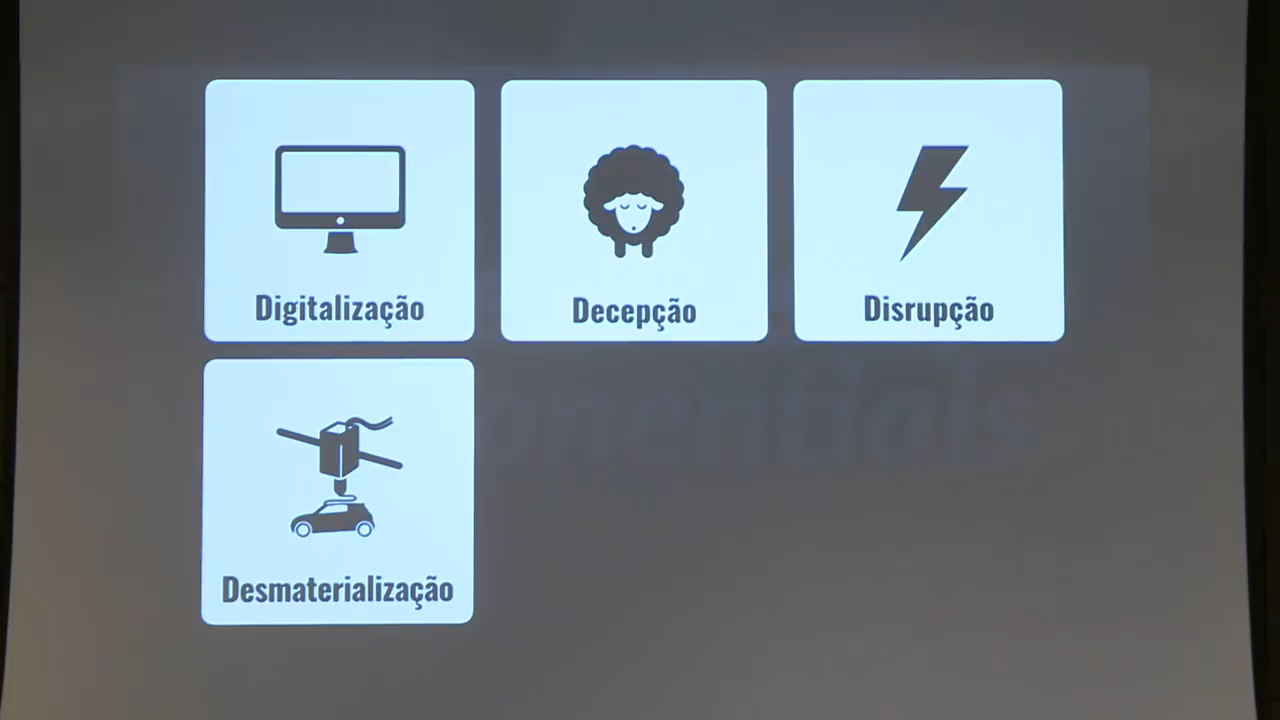 Digitalização
Decepção
Disrupção
Desmaterialização